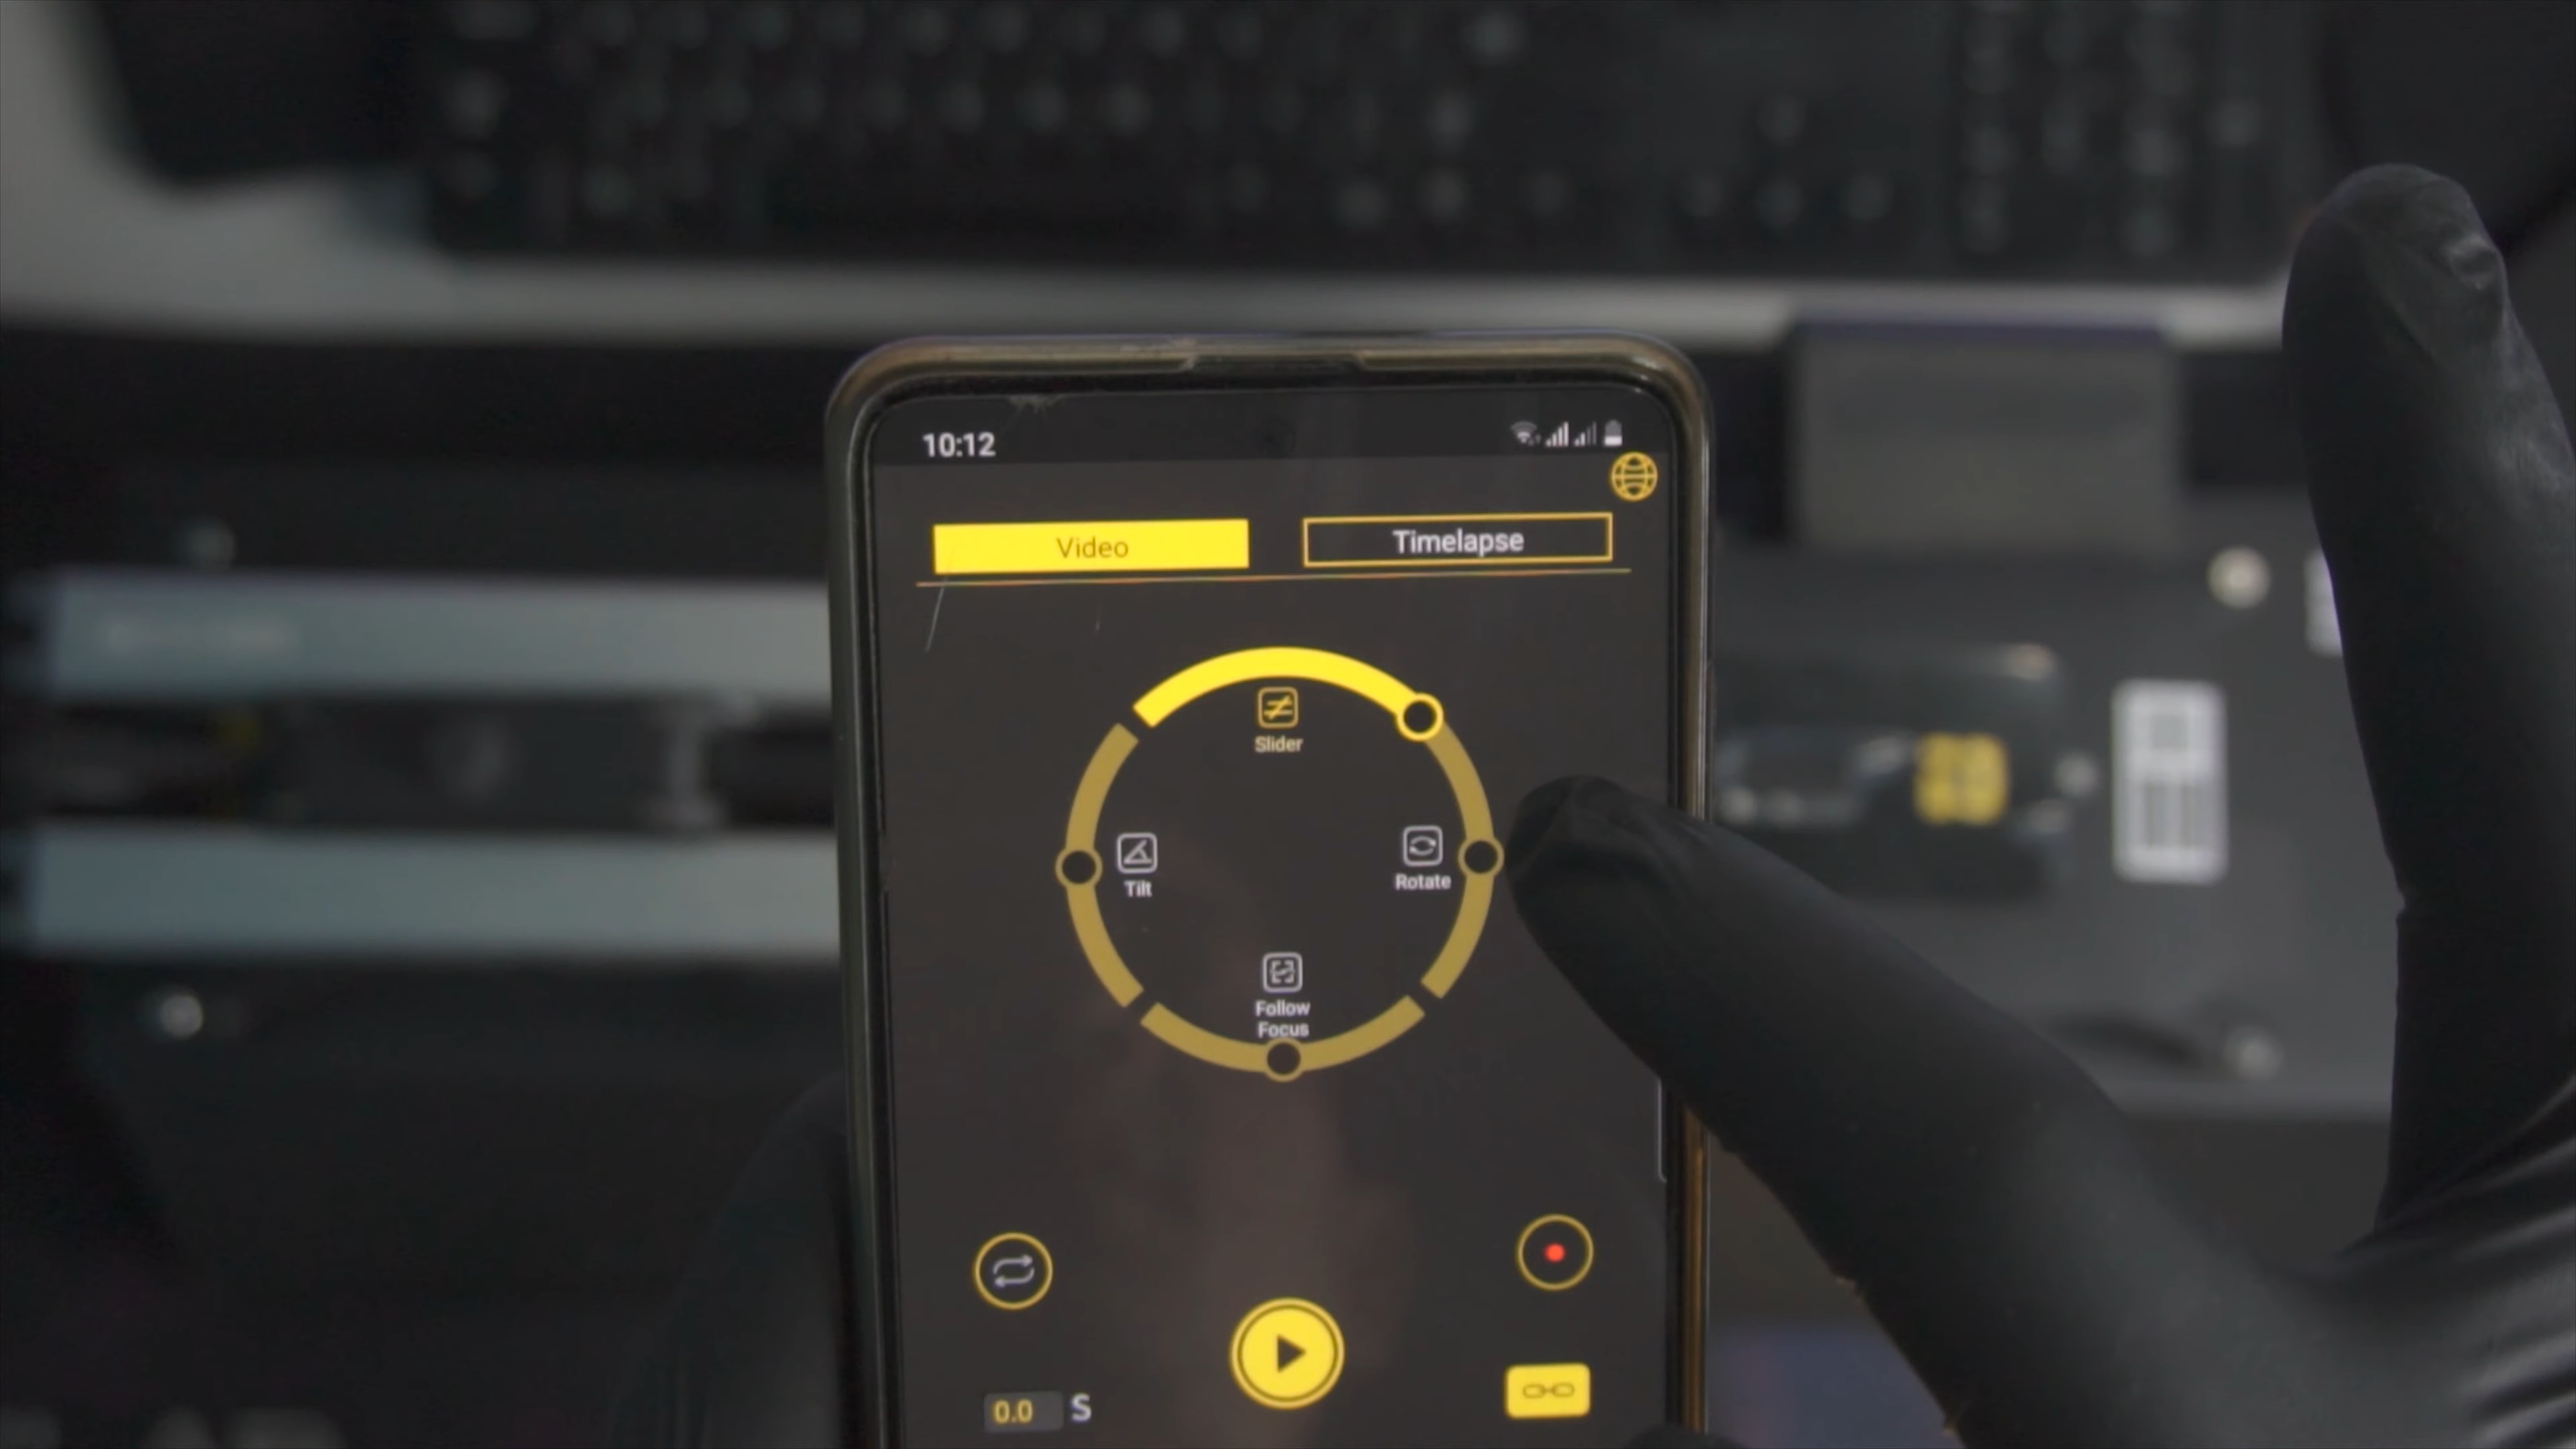 10:12
Video
Timelapse
Slider
Tilt
Rotate
Follow
Focus
0.0 S